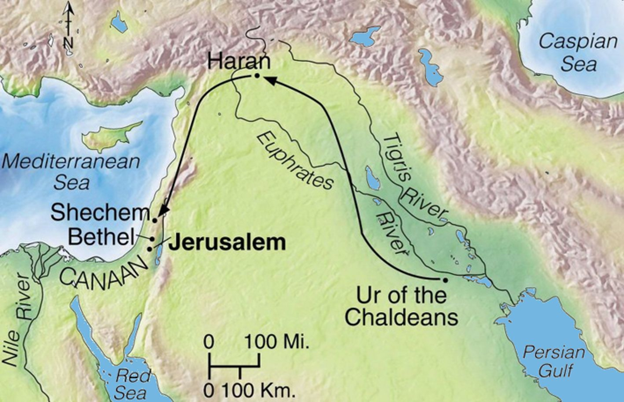 N
Caspian
Sea
Haran
Mediterranean
Sea
Euphrates
River
Tigris River
Shechem
Bethel
Jerusalem
CANAAN
Ur of the
Chaldeans
Nile River
0 100 Mi.
0 100 Km.
Red
Sea
Persian
Gulf